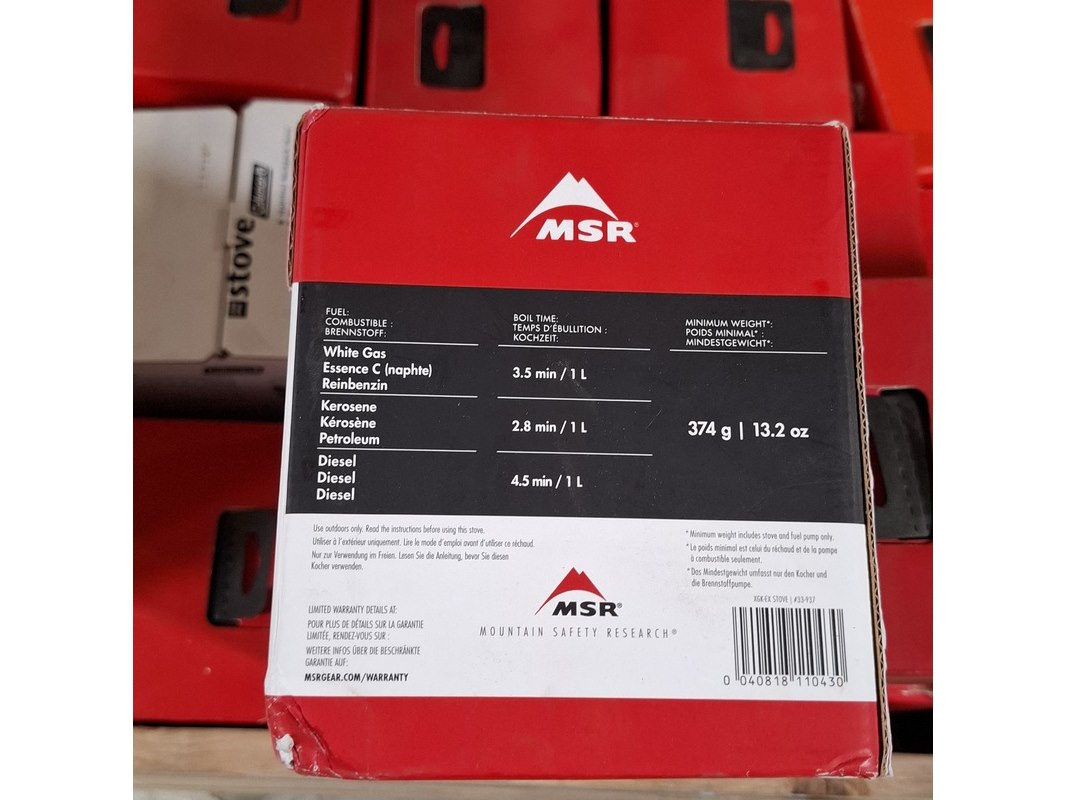 MSR®
FUEL:
COMBUSTIBLE :
BRENNSTOFF:
BOIL TIME:
TEMPS D'ÉBULLITION :
KOCHZEIT:
MINIMUM WEIGHT*:
POIDS MINIMAL* :
MINDESTGEWICHT*:
White Gas
Essence C (naphte)
Reinbenzin
3.5 min / 1 L
Kerosene
Kérosène
Petroleum
2.8 min / 1 L
374 g | 13.2 oz
Diesel
Diesel
Diesel
4.5 min / 1 L
Use outdoors only. Read the instructions before using this stove.
Utiliser à l'extérieur uniquement. Lire le mode d'emploi avant d'utiliser ce réchaud.
Nur zur Verwendung im Freien. Lesen Sie die Anleitung, bevor Sie diesen
Kocher verwenden.
* Minimum weight includes stove and fuel pump only.
* Le poids minimal est celui du réchaud et de la pompe
à combustible seulement.
* Das Mindestgewicht umfasst nur den Kocher und
die Brennstoffpumpe.
LIMITED WARRANTY DETAILS AT:
POUR PLUS DE DÉTAILS SUR LA GARANTIE
LIMITÉE, RENDEZ-VOUS SUR :
WEITERE INFOS ÜBER DIE BESCHRÄNKTE
GARANTIE AUF:
MSRGEAR.COM/WARRANTY
MSR®
MOUNTAIN SAFETY RESEARCH®
XGK-EX STOVE | #33-937
0 040818 110430
stove